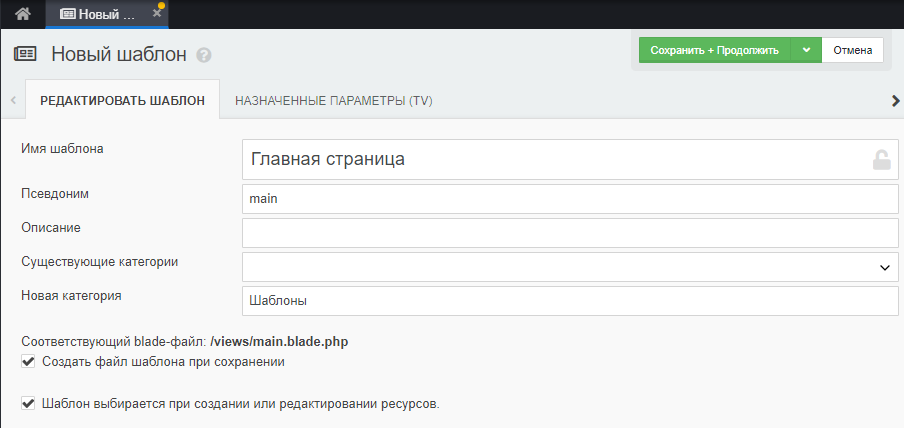 Новый ...
Новый шаблон
Сохранить + Продолжить
Отмена
РЕДАКТИРОВАТЬ ШАБЛОН
НАЗНАЧЕННЫЕ ПАРАМЕТРЫ (TV)
Имя шаблона
Главная страница
Псевдоним
main
Описание
Существующие категории
Новая категория
Шаблоны
Соответствующий blade-файл: /views/main.blade.php
Создать файл шаблона при сохранении
Шаблон выбирается при создании или редактировании ресурсов.